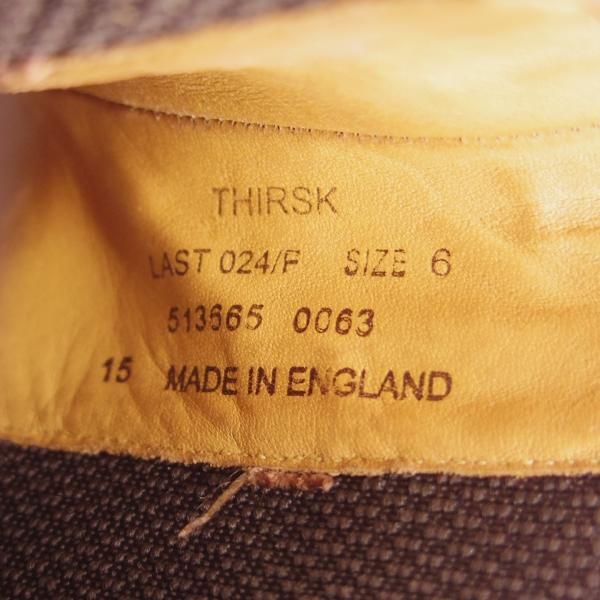 THIRSK
LAST 024/F SIZE 6
513665 0063
15 MADE IN ENGLAND